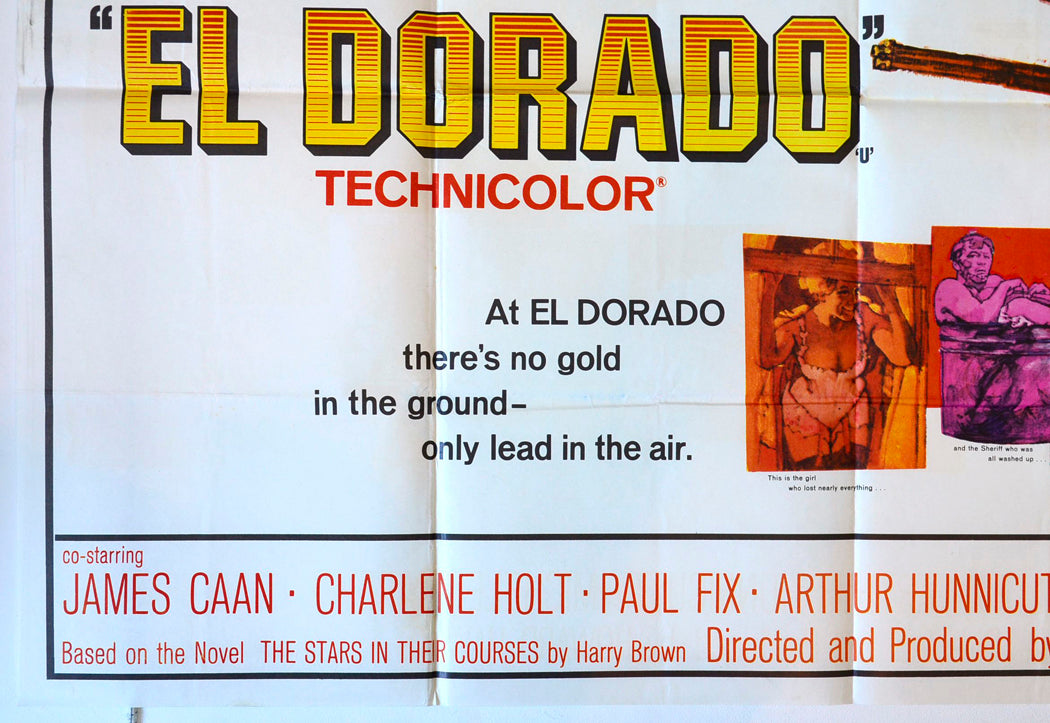 “EL DORADO”
‘U’
TECHNICOLOR®
At EL DORADO
there’s no gold
in the ground–
only lead in the air.
This is the girl
who lost nearly everything . . .
and the Sheriff who was
all washed up . . .
co-starring
JAMES CAAN · CHARLENE HOLT · PAUL FIX · ARTHUR HUNNICUT
Based on the Novel THE STARS IN THEIR COURSES by Harry Brown Directed and Produced by